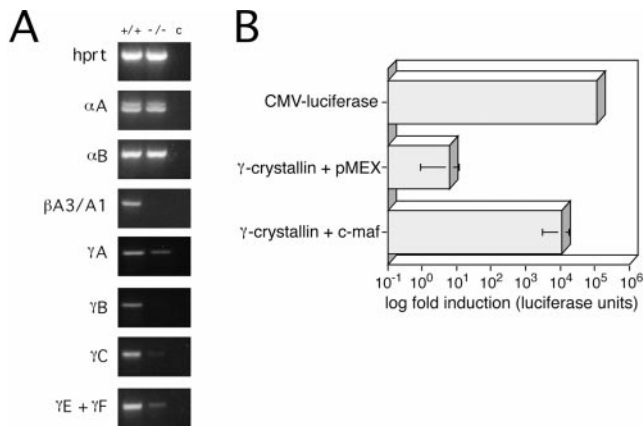 A
+/+ -/- c
hprt
αA
αB
βA3/A1
γA
γB
γC
γE + γF
B
CMV-luciferase
γ-crystallin + pMEX
γ-crystallin + c-maf
10⁻¹ 10⁰ 10¹ 10² 10³ 10⁴ 10⁵ 10⁶
log fold induction (luciferase units)